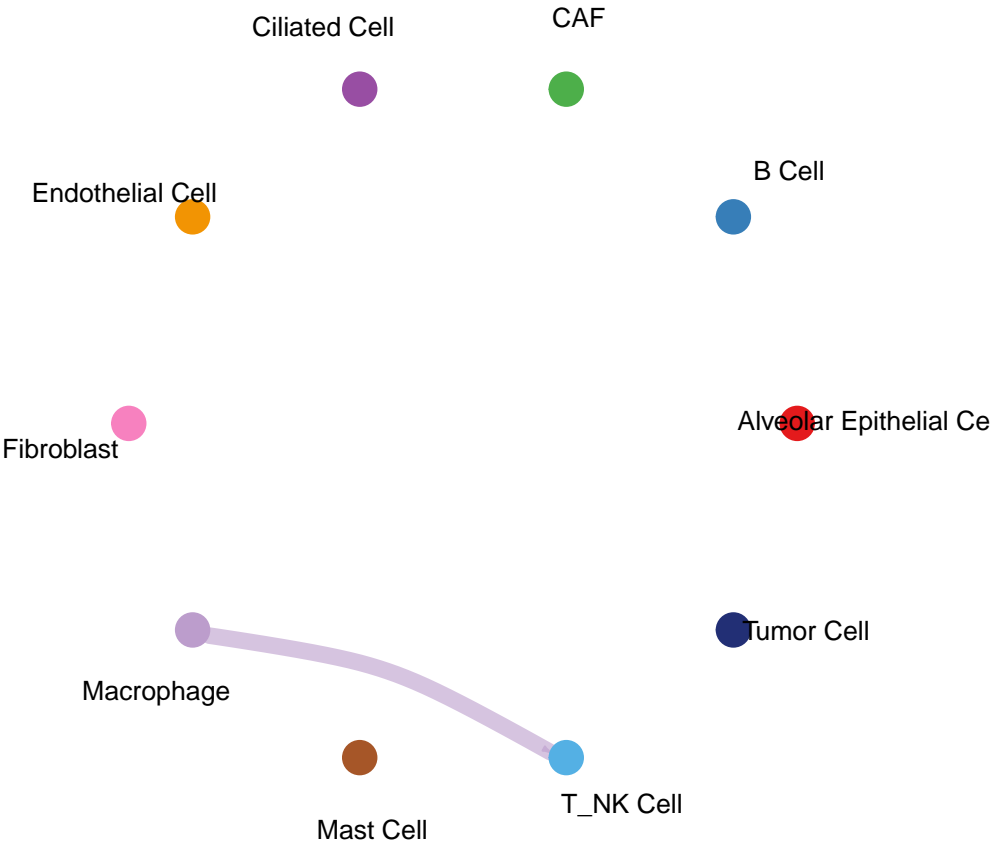 CAF
Ciliated Cell
B Cell
Endothelial Cell
Alveolar Epithelial Ce
Fibroblast
Tumor Cell
Macrophage
T_NK Cell
Mast Cell